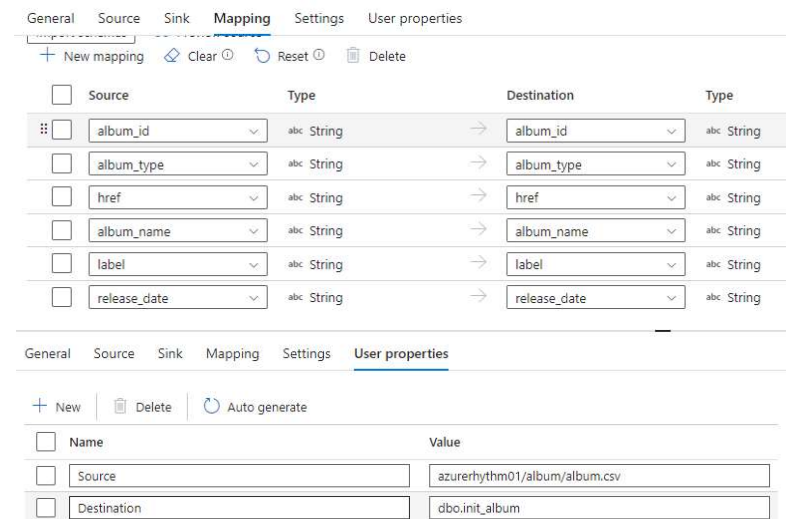 General Source Sink Mapping Settings User properties
New mapping Clear Reset Delete
Source Type Destination Type
album_id abc String album_id abc String
album_type abc String album_type abc String
href abc String href abc String
album_name abc String album_name abc String
label abc String label abc String
release_date abc String release_date abc String
General Source Sink Mapping Settings User properties
New Delete Auto generate
Name Value
Source azurerhythm01/album/album.csv
Destination dbo.init_album